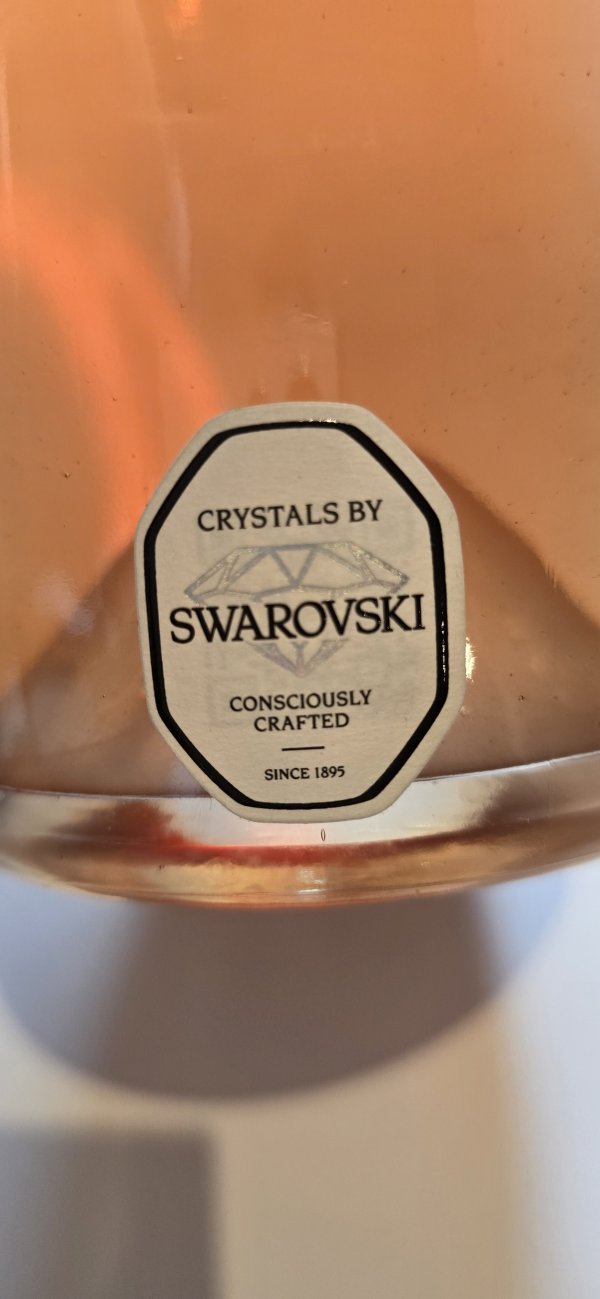 CRYSTALS BY
SWAROVSKI
CONSCIOUSLY
CRAFTED
SINCE 1895